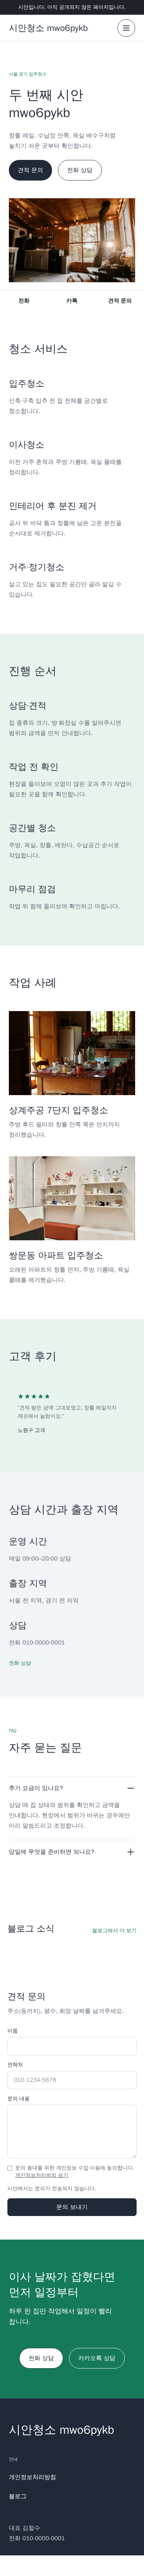 시안입니다. 아직 공개되지 않은 페이지입니다.
시안청소 mwo6pykb
서울·경기 입주청소
두 번째 시안
mwo6pykb
창틀 레일, 수납장 안쪽, 욕실 배수구처럼
놓치기 쉬운 곳부터 확인합니다.
견적 문의
전화 상담
전화
카톡
견적 문의
청소 서비스
입주청소
신축·구축 입주 전 집 전체를 공간별로
청소합니다.
이사청소
이전 거주 흔적과 주방 기름때, 욕실 물때를
정리합니다.
인테리어 후 분진 제거
공사 뒤 바닥 틈과 창틀에 남은 고운 분진을
순서대로 제거합니다.
거주·정기청소
살고 있는 집도 필요한 공간만 골라 맡길 수
있습니다.
진행 순서
상담·견적
집 종류와 크기, 방·화장실 수를 알려주시면
범위와 금액을 먼저 안내합니다.
작업 전 확인
현장을 돌아보며 오염이 많은 곳과 추가 작업이
필요한 곳을 함께 확인합니다.
공간별 청소
주방, 욕실, 창틀, 베란다, 수납공간 순서로
작업합니다.
마무리 점검
작업 뒤 함께 둘러보며 확인하고 마칩니다.
작업 사례
상계주공 7단지 입주청소
주방 후드 필터와 창틀 안쪽 묵은 먼지까지
정리했습니다.
쌍문동 아파트 입주청소
오래된 아파트의 창틀 먼지, 주방 기름때, 욕실
물때를 제거했습니다.
고객 후기
★★★★★
"견적 받은 금액 그대로였고, 창틀 레일까지
깨끗해서 놀랐어요."
노원구 고객
상담 시간과 출장 지역
운영 시간
매일 09:00–20:00 상담
출장 지역
서울 전 지역, 경기 전 지역
상담
전화 010-0000-0001
전화 상담
FAQ
자주 묻는 질문
추가 요금이 있나요?
상담 때 집 상태와 범위를 확인하고 금액을
안내합니다. 현장에서 범위가 바뀌는 경우에만
미리 말씀드리고 조정합니다.
당일에 무엇을 준비하면 되나요?
블로그 소식
블로그에서 더 보기
견적 문의
주소(동까지), 평수, 희망 날짜를 남겨주세요.
이름
연락처
010-1234-5678
문의 내용
문의 응대를 위한 개인정보 수집·이용에 동의합니다.
개인정보처리방침 보기
시안에서는 문의가 전송되지 않습니다.
문의 보내기
이사 날짜가 잡혔다면
먼저 일정부터
하루 한 집만 작업해서 일정이 빨리
찹니다.
전화 상담
카카오톡 상담
시안청소 mwo6pykb
안내
개인정보처리방침
블로그
대표 김철수
전화 010-0000-0001